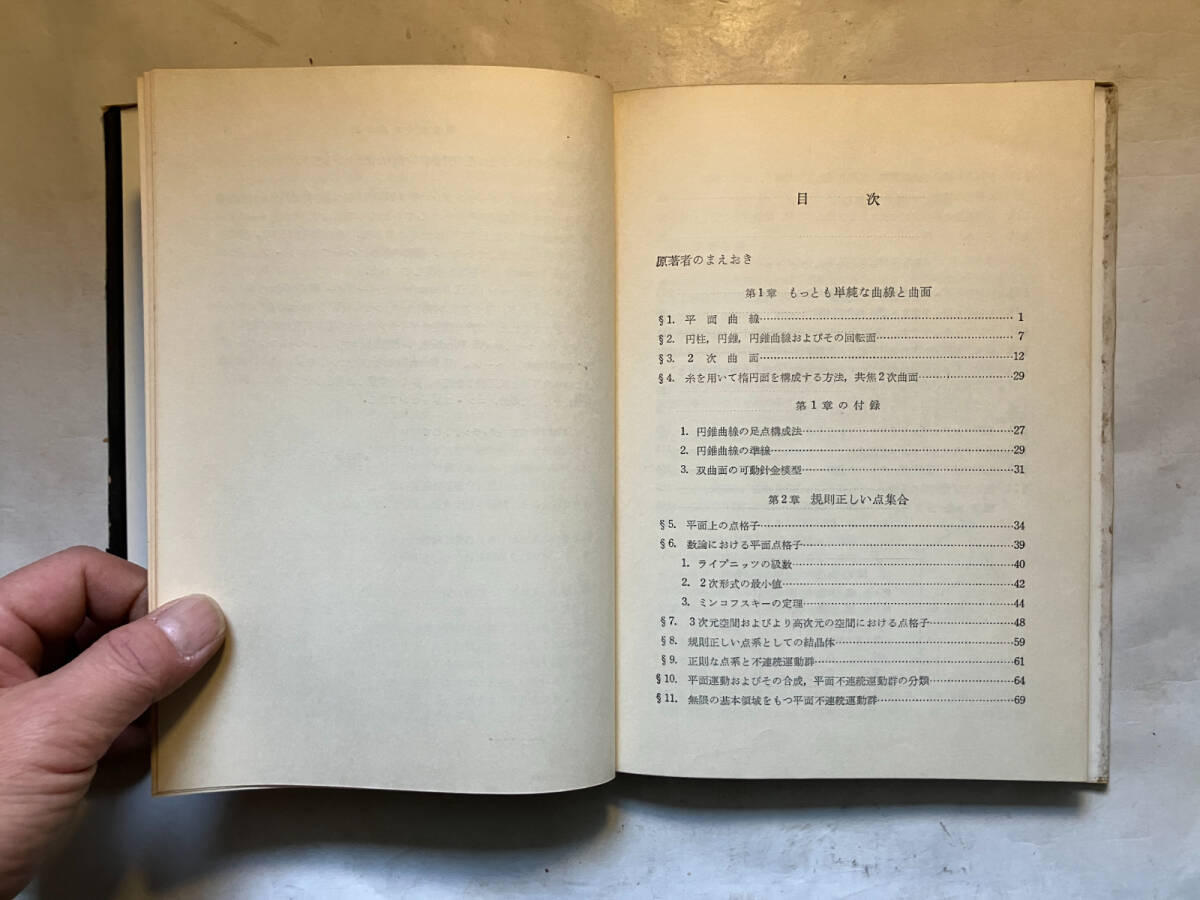 目次
原著者のまえおき
第1章 もっとも単純な曲線と曲面
§1. 平面曲線……1
§2. 円柱, 円錐, 円錐曲線およびその回転面……7
§3. 2次曲面……12
§4. 糸を用いて楕円面を構成する方法, 共焦2次曲面……29
第1章の付録
1. 円錐曲線の足点構成法……27
2. 円錐曲線の準線……29
3. 双曲面の可動針金模型……31
第2章 規則正しい点集合
§5. 平面上の点格子……34
§6. 数論における平面点格子……39
1. ライプニッツの級数……40
2. 2次形式の最小値……42
3. ミンコフスキーの定理……44
§7. 3次元空間およびより高次元の空間における点格子……48
§8. 規則正しい点系としての結晶体……59
§9. 正則な点系と不連続運動群……61
§10. 平面運動およびその合成, 平面不連続運動群の分類……64
§11. 無限の基本領域をもつ平面不連続運動群……69